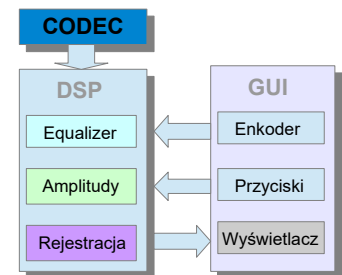 CODEC
DSP
GUI
Equalizer
Enkoder
Amplitudy
Przyciski
Rejestracja
Wyświetlacz